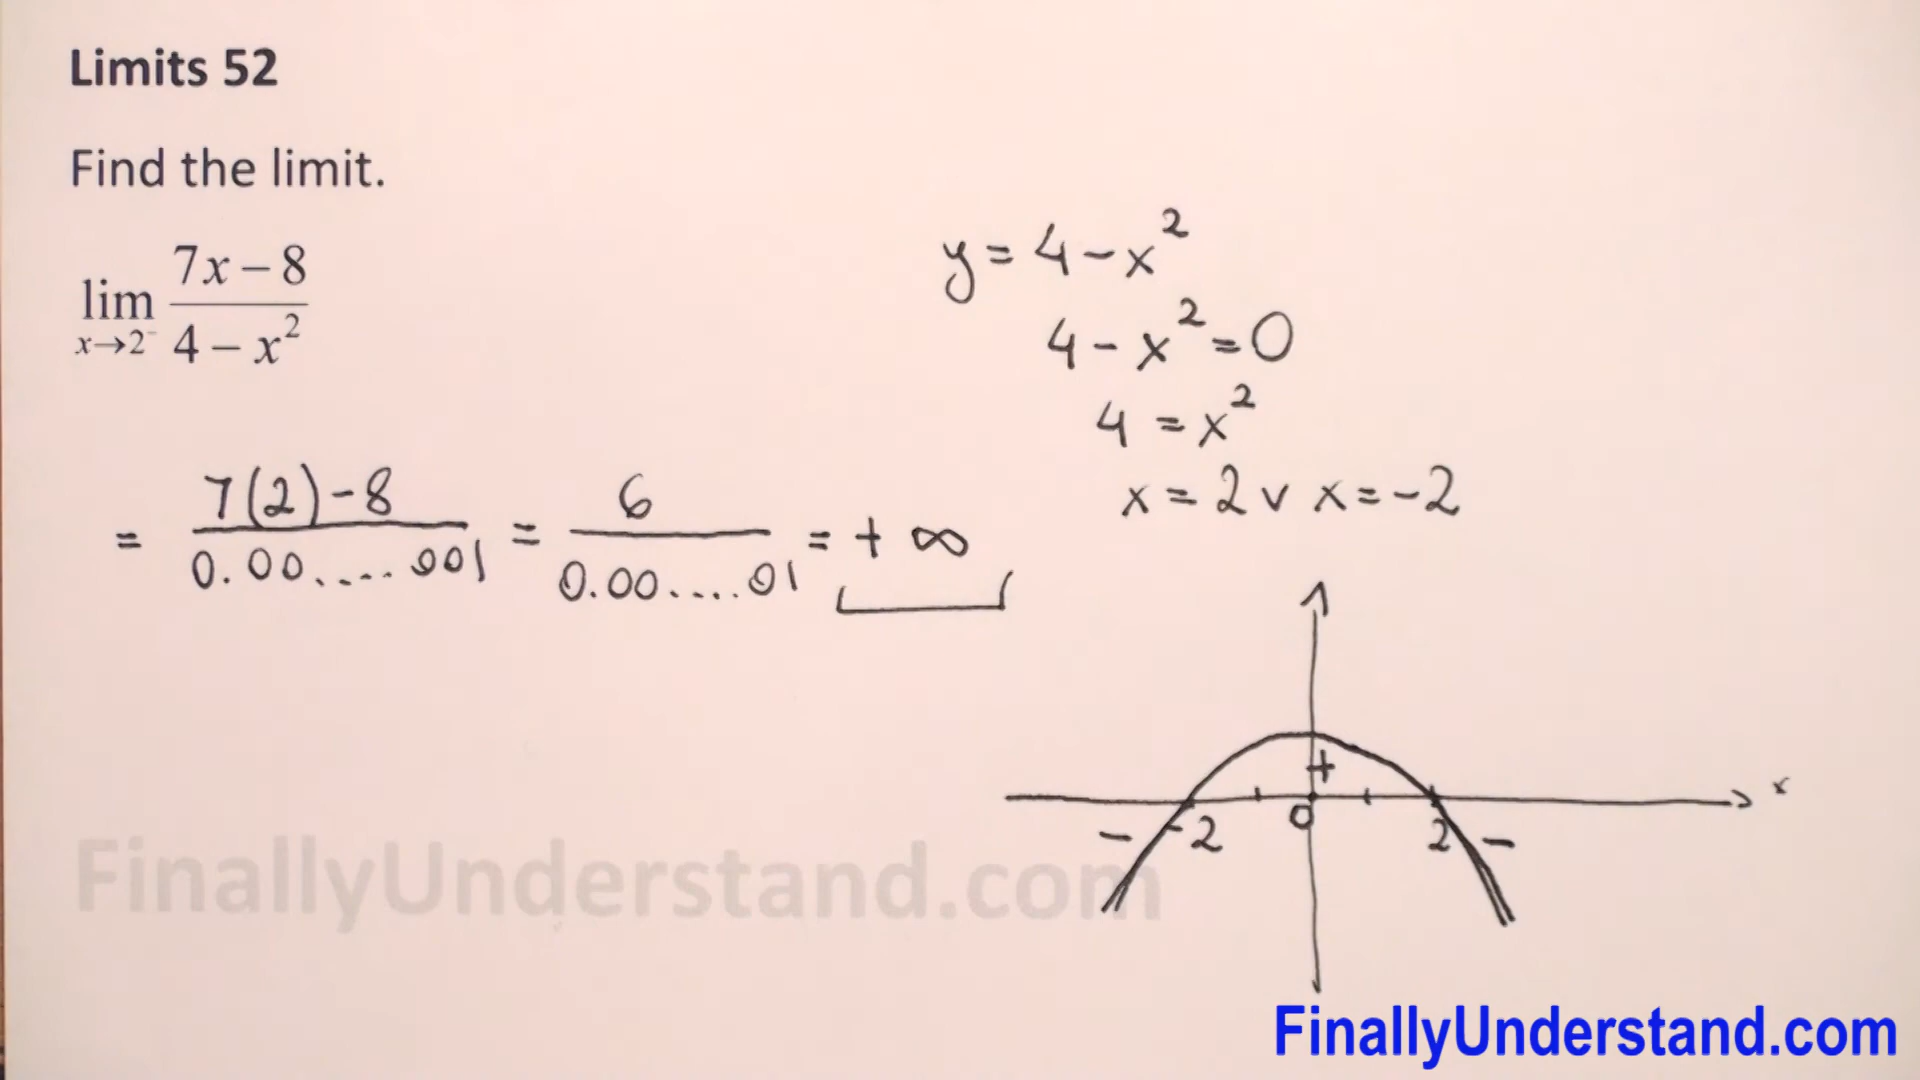 Limits 52
Find the limit.
lim x→2⁻ (7x − 8)/(4 − x²)
= (7(2) − 8)/(0.00.....001) = 6/(0.00....01) = + ∞
y = 4 − x²
4 − x² = 0
4 = x²
x = 2 ∨ x = −2
+
x
−
−2
0
2
−
FinallyUnderstand.com
FinallyUnderstand.com